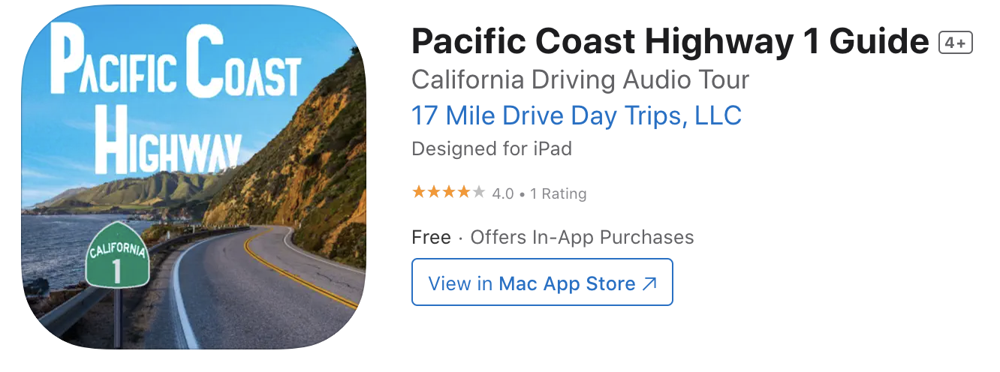 PACIFIC COAST
HIGHWAY
CALIFORNIA
1
Pacific Coast Highway 1 Guide 4+
California Driving Audio Tour
17 Mile Drive Day Trips, LLC
Designed for iPad
★★★★★ 4.0 • 1 Rating
Free · Offers In-App Purchases
View in Mac App Store ↗